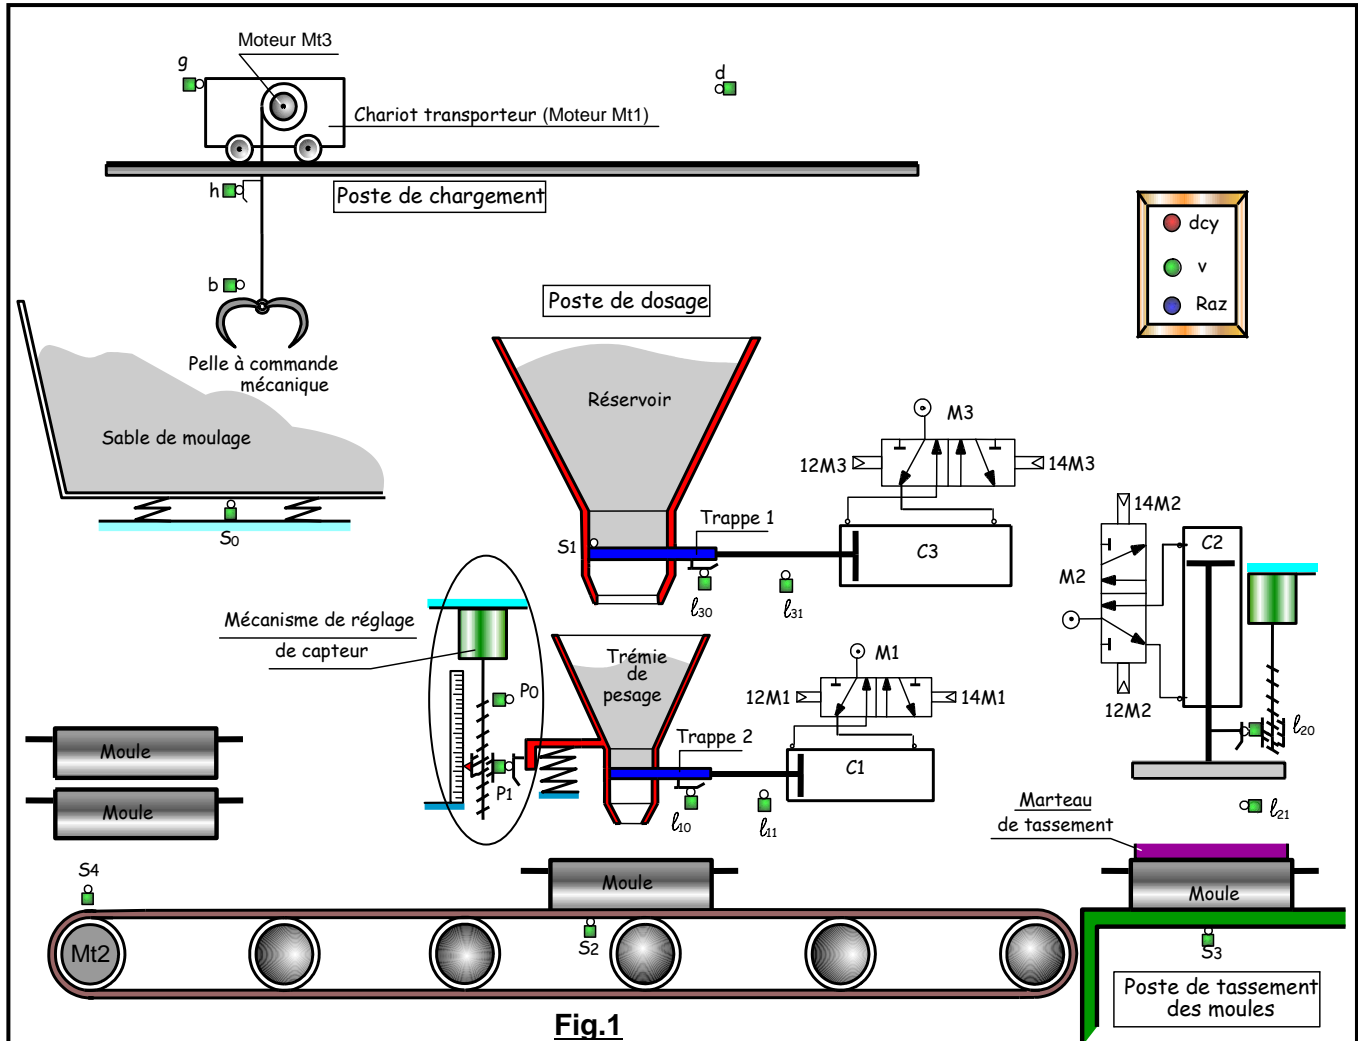 Moteur Mt3
g
d
Chariot transporteur (Moteur Mt1)
h
Poste de chargement
dcy
v
Raz
b
Poste de dosage
Pelle à commande
mécanique
Réservoir
Sable de moulage
M3
12M3
14M3
S0
S1
Trappe 1
C3
l30
l31
14M2
C2
M2
12M2
l20
Mécanisme de réglage
de capteur
P0
P1
Trémie
de
pesage
M1
12M1
14M1
Trappe 2
C1
l10
l11
l21
Moule
Moule
Marteau
de tassement
S4
Moule
Moule
Mt2
S2
S3
Poste de tassement
des moules
Fig.1